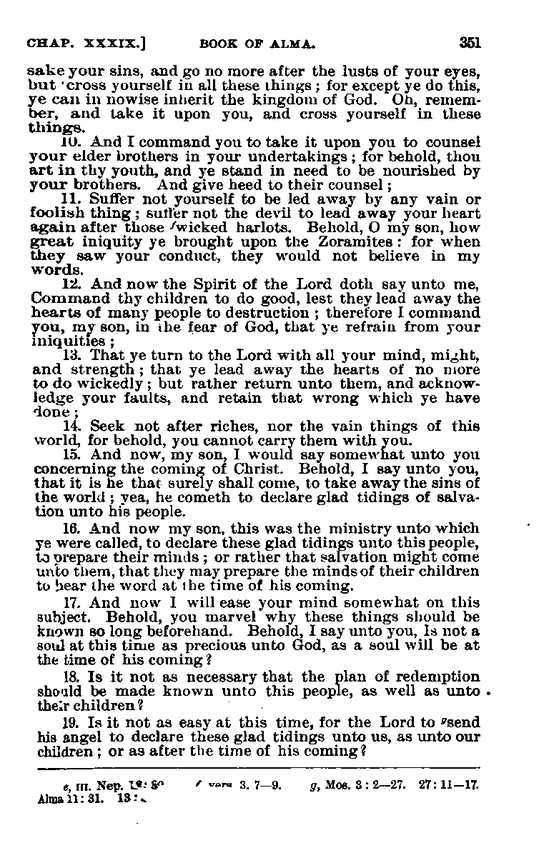 CHAP. XXXIX.] BOOK OF ALMA. 351
sake your sins, and go no more after the lusts of your eyes,
but cross yourself in all these things ; for except ye do this,
ye can in nowise inherit the kingdom of God. Oh, remem-
ber, and take it upon you, and cross yourself in these
things.
10. And I command you to take it upon you to counsel
your elder brothers in your undertakings ; for behold, thou
art in thy youth, and ye stand in need to be nourished by
your brothers. And give heed to their counsel ;
11. Suffer not yourself to be led away by any vain or
foolish thing ; suffer not the devil to lead away your heart
again after those fwicked harlots. Behold, O my son, how
great iniquity ye brought upon the Zoramites : for when
they saw your conduct, they would not believe in my
words.
12. And now the Spirit of the Lord doth say unto me,
Command thy children to do good, lest they lead away the
hearts of many people to destruction ; therefore I command
you, my son, in the fear of God, that ye refrain from your
iniquities ;
13. That ye turn to the Lord with all your mind, might,
and strength ; that ye lead away the hearts of no more
to do wickedly ; but rather return unto them, and acknow-
ledge your faults, and retain that wrong which ye have
done ;
14. Seek not after riches, nor the vain things of this
world, for behold, you cannot carry them with you.
15. And now, my son, I would say somewhat unto you
concerning the coming of Christ. Behold, I say unto you,
that it is he that surely shall come, to take away the sins of
the world ; yea, he cometh to declare glad tidings of salva-
tion unto his people.
16. And now my son, this was the ministry unto which
ye were called, to declare these glad tidings unto this people,
to prepare their minds ; or rather that salvation might come
unto them, that they may prepare the minds of their children
to hear the word at the time of his coming.
17. And now I will ease your mind somewhat on this
subject. Behold, you marvel why these things should be
known so long beforehand. Behold, I say unto you, Is not a
soul at this time as precious unto God, as a soul will be at
the time of his coming ?
18. Is it not as necessary that the plan of redemption
should be made known unto this people, as well as unto
their children ?
19. Is it not as easy at this time, for the Lord to gsend
his angel to declare these glad tidings unto us, as unto our
children ; or as after the time of his coming ?
e, III. Nep. f vers 3. 7—9. g, Mos. 3 : 2—27. 27 : 11—17.
Alma 11 : 31. 13 :